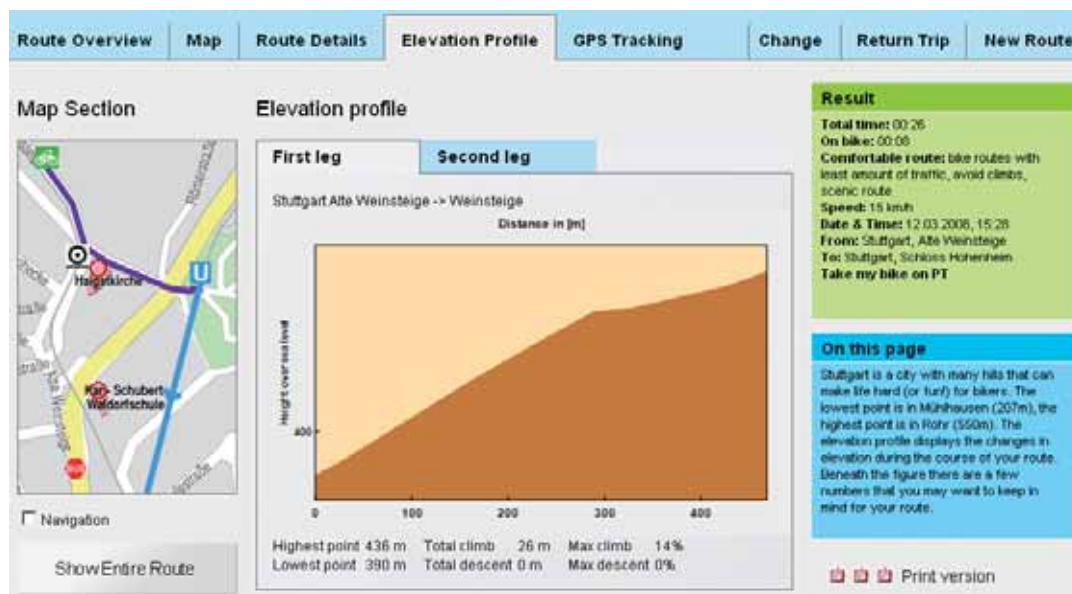 Route Overview Map Route Details Elevation Profile GPS Tracking Change Return Trip New Route
Map Section
Haigstkirche
U
Schubert
Waldorfschule
Alte Weinsteige
Navigation
Show Entire Route
Elevation profile
First leg Second leg
Stuttgart Alte Weinsteige -> Weinsteige
Distance in [m]
Height over sea level
400
0 100 200 300 400
Highest point 436 m Total climb 26 m Max climb 14%
Lowest point 390 m Total descent 0 m Max descent 0%
Result
Total time: 00:26
On bike: 00:08
Comfortable route: bike routes with
least amount of traffic, avoid climbs,
scenic route
Speed: 15 km/h
Date & Time: 12.03.2008, 15:28
From: Stuttgart, Alte Weinsteige
To: Stuttgart, Schloss Hohenheim
Take my bike on PT
On this page
Stuttgart is a city with many hills that can
make life hard (or fun!) for bikers. The
lowest point is in Mühlhausen (207m), the
highest point is in Rohr (550m). The
elevation profile displays the changes in
elevation during the course of your route.
Beneath the figure there are a few
numbers that you may want to keep in
mind for your route.
Print version